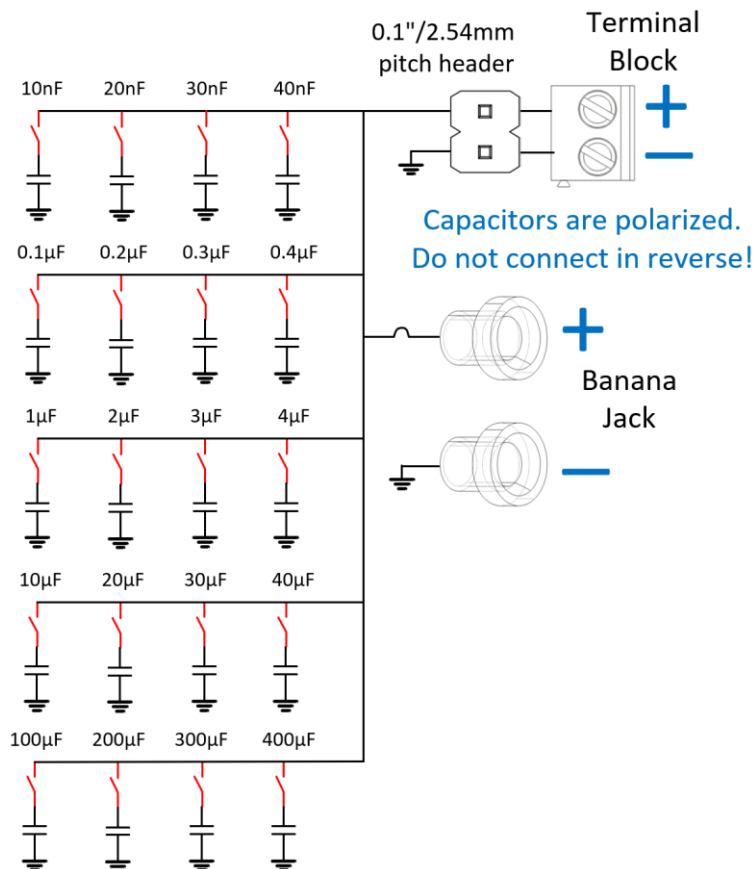 0.1"/2.54mm
pitch header
Terminal
Block
10nF 20nF 30nF 40nF
+
−
Capacitors are polarized.
Do not connect in reverse!
0.1µF 0.2µF 0.3µF 0.4µF
+
Banana
Jack
−
1µF 2µF 3µF 4µF
10µF 20µF 30µF 40µF
100µF 200µF 300µF 400µF